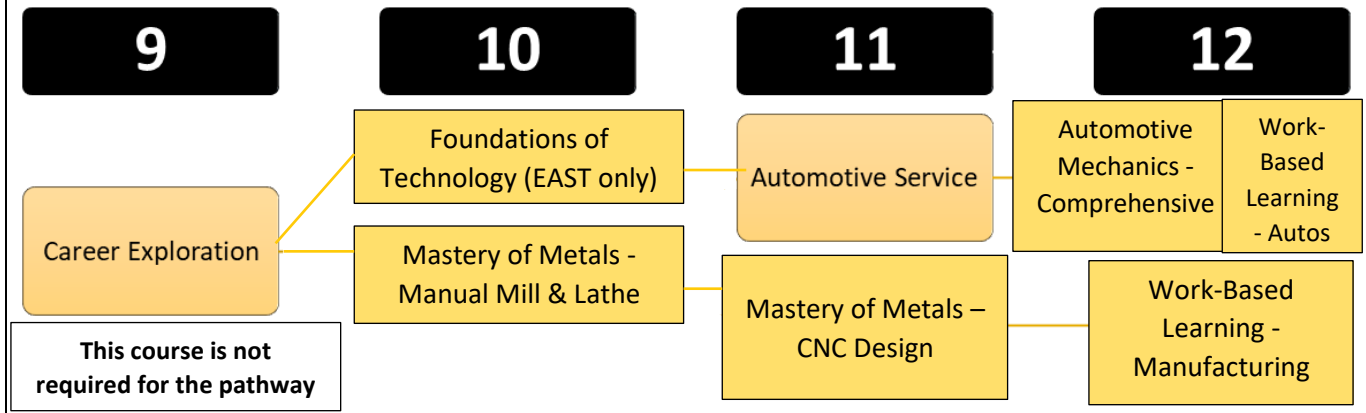 9
10
11
12
Career Exploration
This course is not
required for the pathway
Foundations of
Technology (EAST only)
Mastery of Metals -
Manual Mill & Lathe
Automotive Service
Mastery of Metals –
CNC Design
Automotive
Mechanics -
Comprehensive
Work-
Based
Learning
- Autos
Work-Based
Learning -
Manufacturing